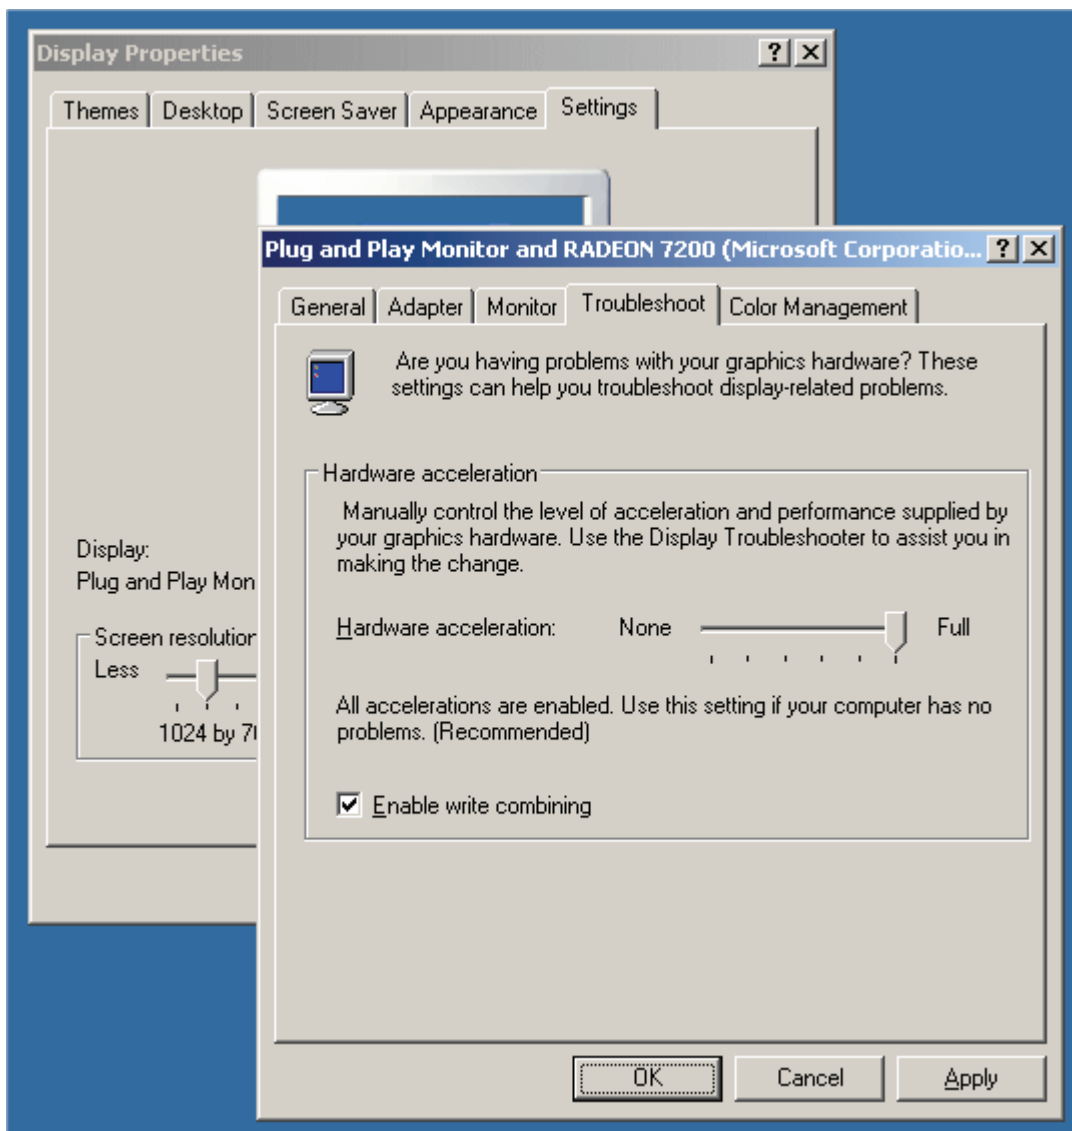 Display Properties
Themes Desktop Screen Saver Appearance Settings
Plug and Play Monitor and RADEON 7200 (Microsoft Corporatio...
General Adapter Monitor Troubleshoot Color Management
Are you having problems with your graphics hardware? These
settings can help you troubleshoot display-related problems.
Hardware acceleration
Manually control the level of acceleration and performance supplied by
your graphics hardware. Use the Display Troubleshooter to assist you in
making the change.
Hardware acceleration: None Full
All accelerations are enabled. Use this setting if your computer has no
problems. (Recommended)
Enable write combining
OK Cancel Apply
Display:
Plug and Play Mon
Screen resolution
Less
1024 by 7